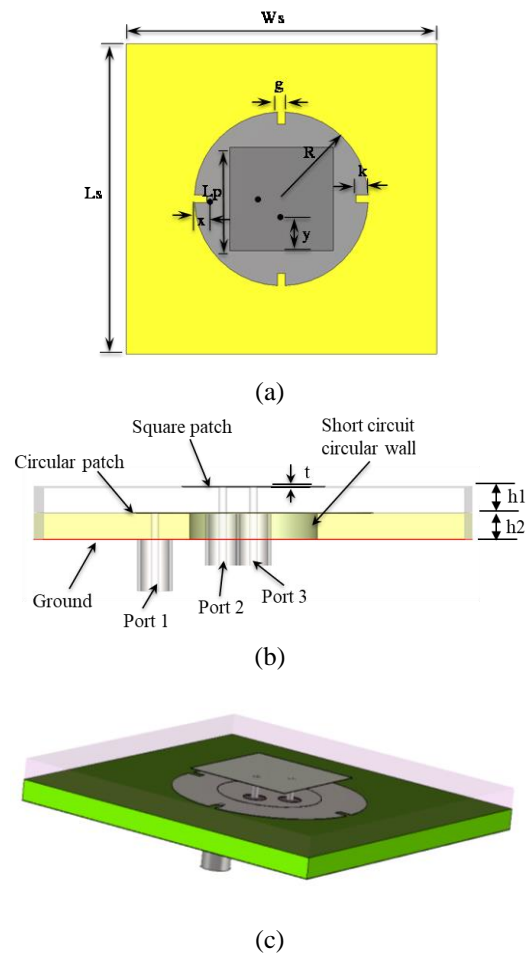 Ws
g
R
k
Ls
Lp
x
y
(a)
Square patch
Short circuit
circular wall
Circular patch
t
h1
h2
Ground
Port 1
Port 2
Port 3
(b)
(c)